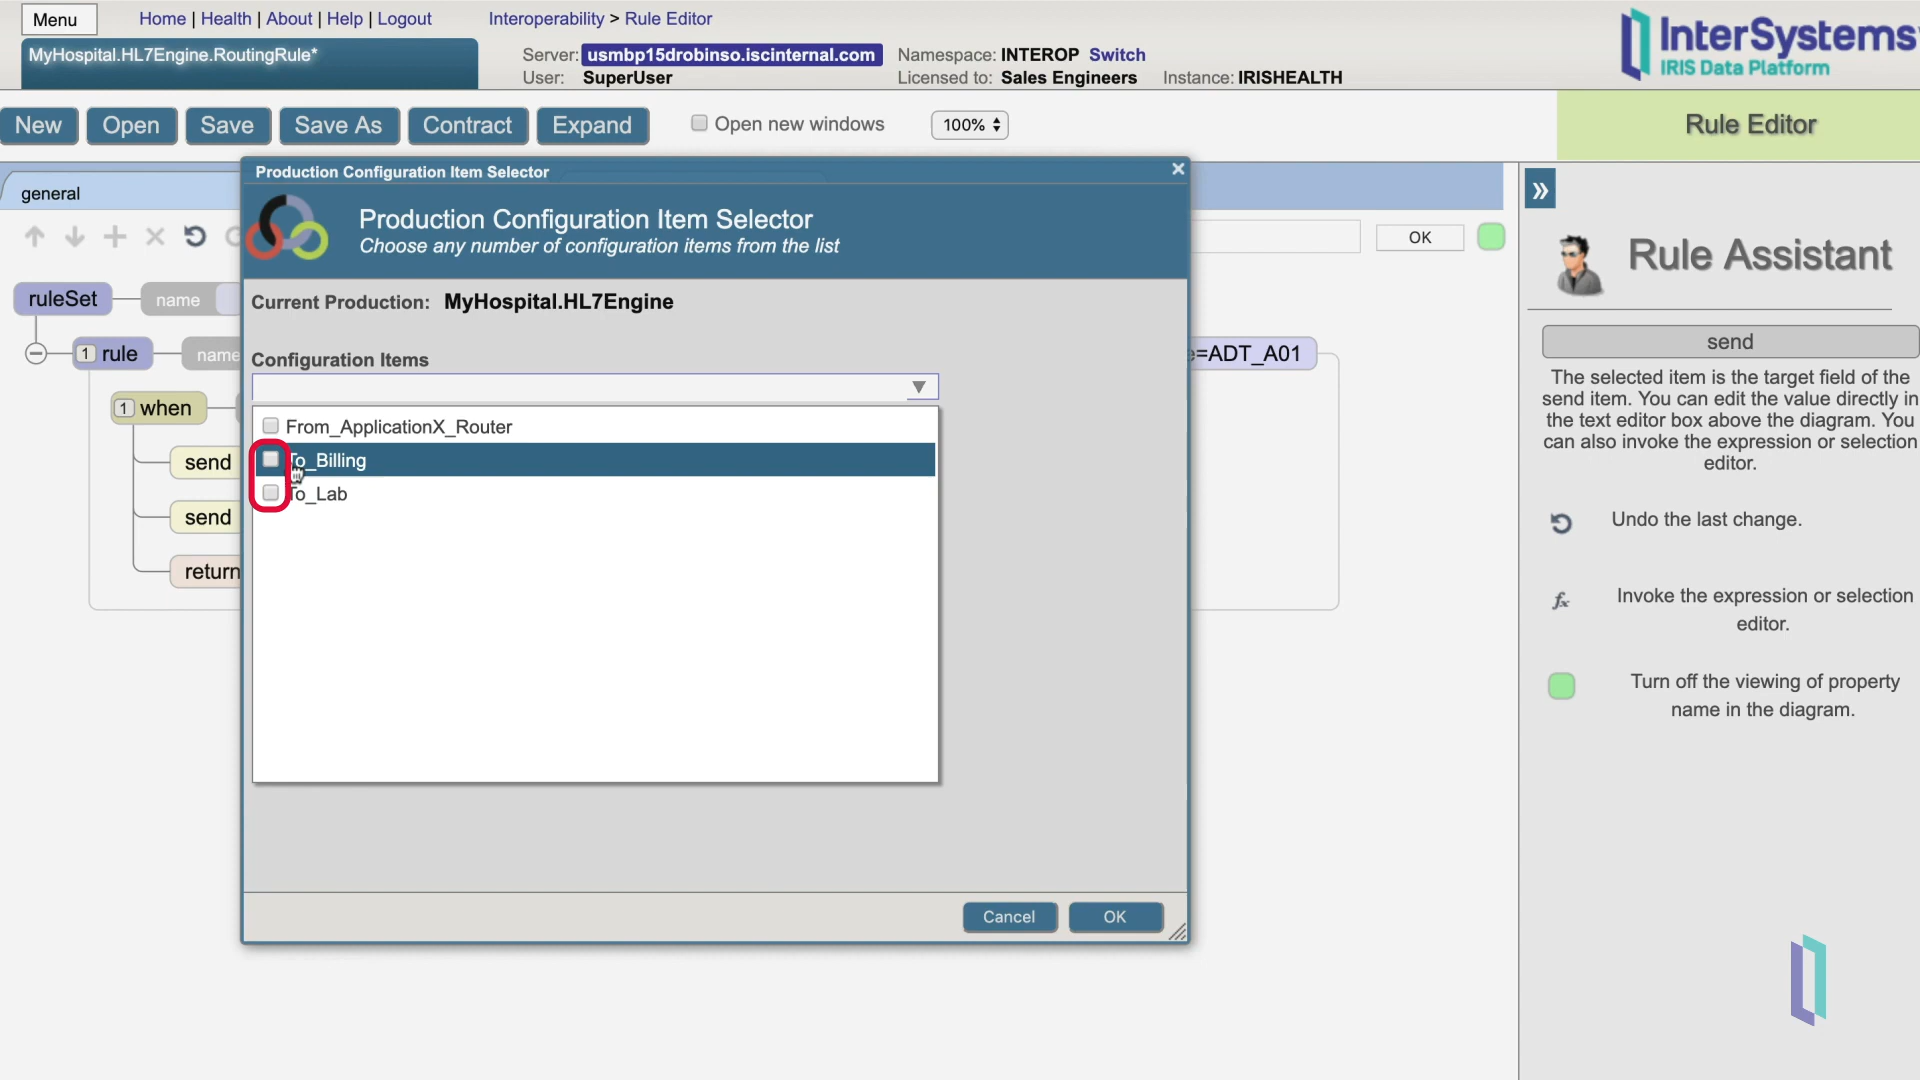 Menu
Home | Health | About | Help | Logout
Interoperability > Rule Editor
MyHospital.HL7Engine.RoutingRule*
Server: usmbp15drobinso.iscinternal.com
Namespace: INTEROP Switch
User: SuperUser
Licensed to: Sales Engineers
Instance: IRISHEALTH
InterSystems
IRIS Data Platform
New
Open
Save
Save As
Contract
Expand
Open new windows
100%
Rule Editor
general
Production Configuration Item Selector
Production Configuration Item Selector
Choose any number of configuration items from the list
OK
Current Production: MyHospital.HL7Engine
Configuration Items
From_ApplicationX_Router
To_Billing
To_Lab
Cancel
OK
ruleSet
name
1 rule
name
=ADT_A01
1 when
send
send
return
»
Rule Assistant
send
The selected item is the target field of the
send item. You can edit the value directly in
the text editor box above the diagram. You
can also invoke the expression or selection
editor.
Undo the last change.
fx
Invoke the expression or selection
editor.
Turn off the viewing of property
name in the diagram.